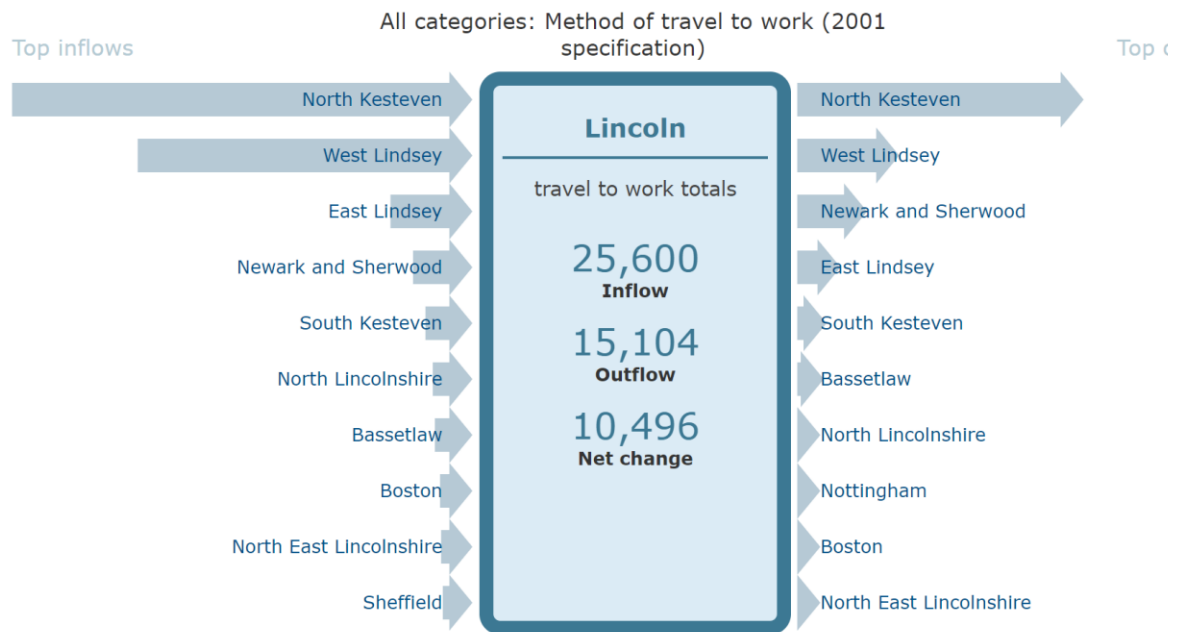 All categories: Method of travel to work (2001
specification)
Top inflows
Top
North Kesteven
West Lindsey
East Lindsey
Newark and Sherwood
South Kesteven
North Lincolnshire
Bassetlaw
Boston
North East Lincolnshire
Sheffield
Lincoln
travel to work totals
25,600
Inflow
15,104
Outflow
10,496
Net change
North Kesteven
West Lindsey
Newark and Sherwood
East Lindsey
South Kesteven
Bassetlaw
North Lincolnshire
Nottingham
Boston
North East Lincolnshire